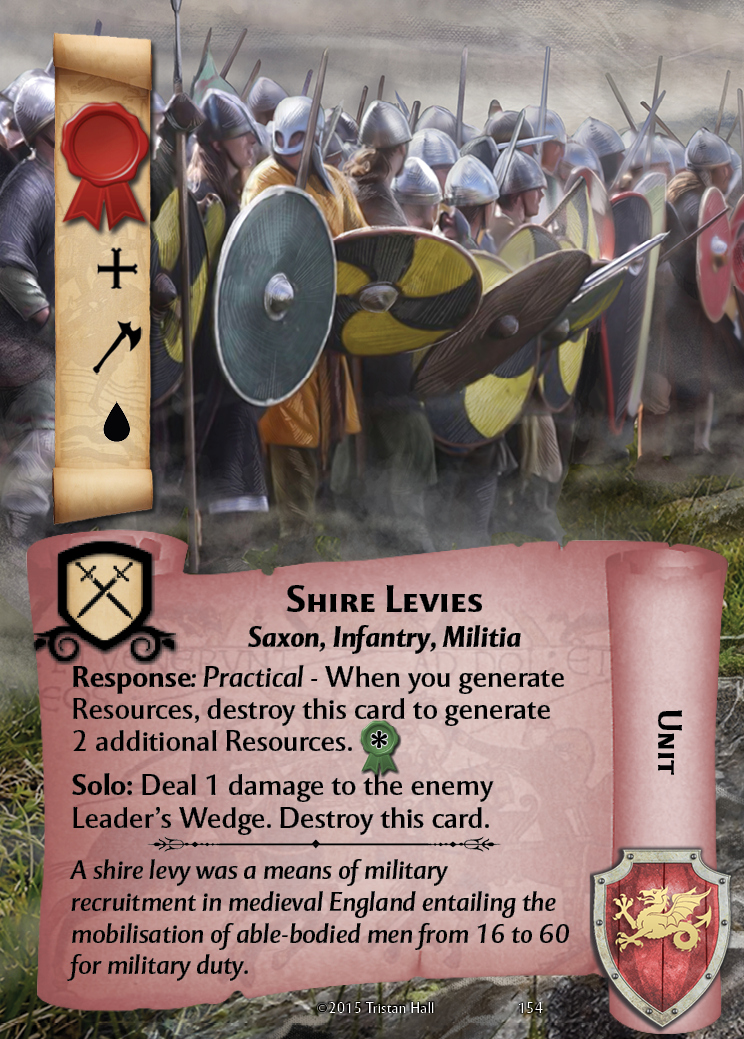 Shire Levies
Saxon, Infantry, Militia
Response: Practical - When you generate
Resources, destroy this card to generate
2 additional Resources. *
Solo: Deal 1 damage to the enemy
Leader's Wedge. Destroy this card.
A shire levy was a means of military
recruitment in medieval England entailing the
mobilisation of able-bodied men from 16 to 60
for military duty.
Unit
©2015 Tristan Hall 154